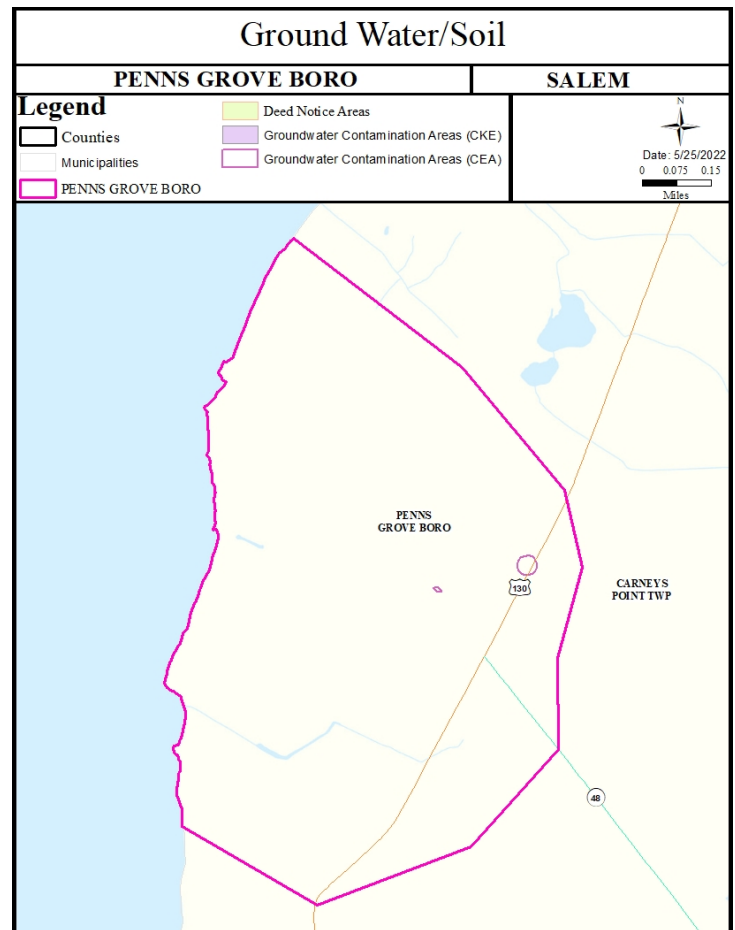 Ground Water/Soil
PENNS GROVE BORO
SALEM
Legend
Counties
Municipalities
PENNS GROVE BORO
Deed Notice Areas
Groundwater Contamination Areas (CKE)
Groundwater Contamination Areas (CEA)
N
Date: 5/25/2022
0 0.075 0.15
Miles
PENNS
GROVE BORO
130
CARNEYS
POINT TWP
48